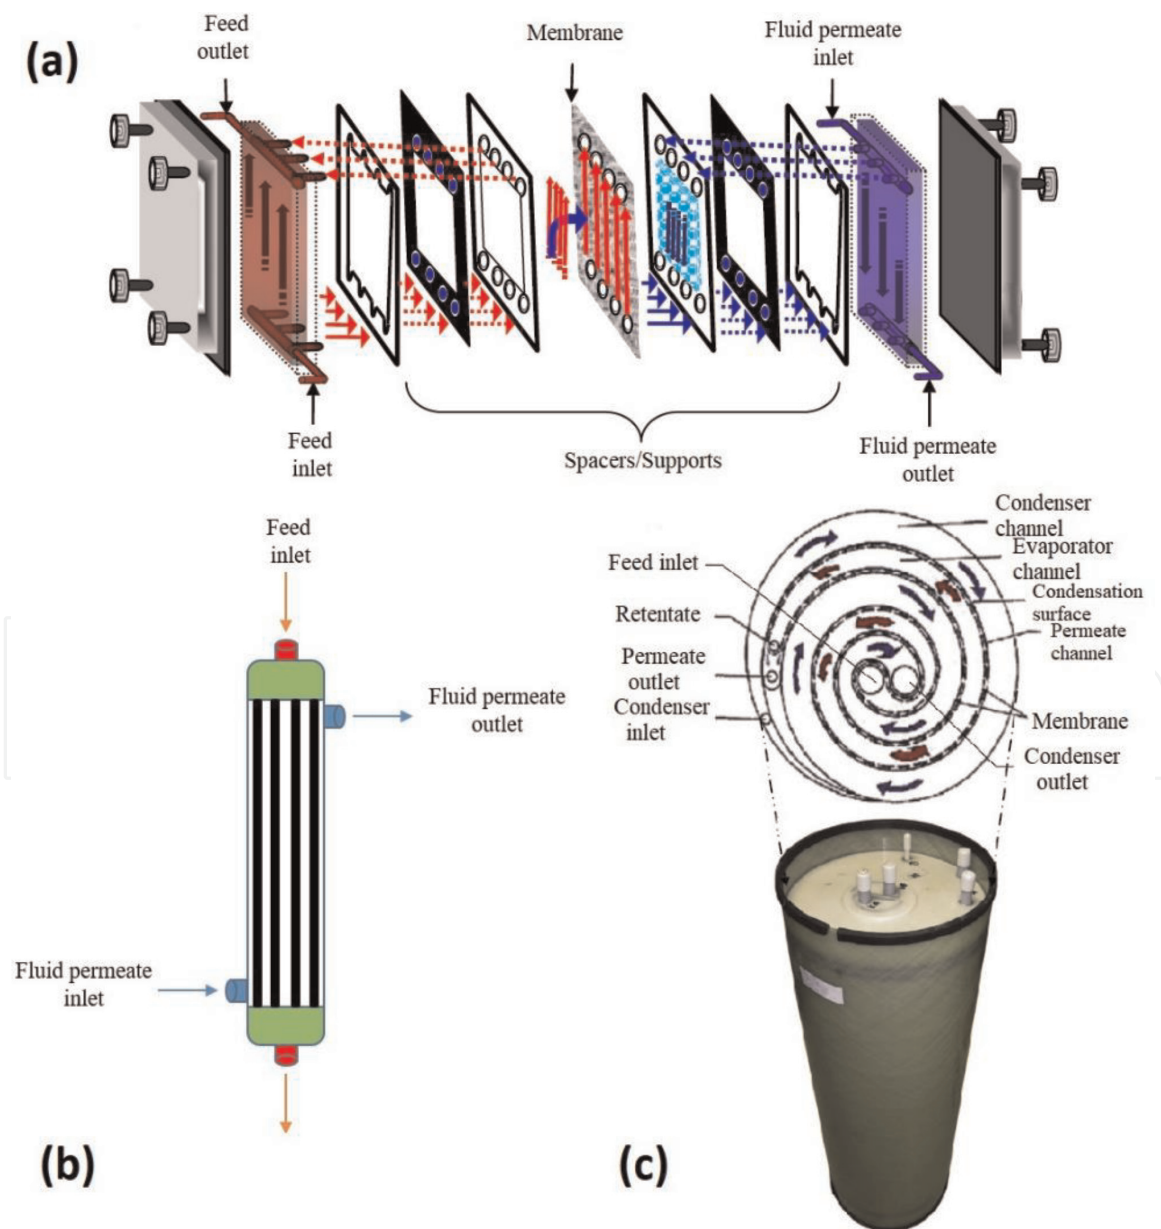 (a)
Feed
outlet
Membrane
Fluid permeate
inlet
Feed
inlet
Spacers/Supports
Fluid permeate
outlet
Feed
inlet
Fluid permeate
outlet
Fluid permeate
inlet
(b)
Condenser
channel
Evaporator
channel
Feed inlet
Condensation
surface
Retentate
Permeate
channel
Permeate
outlet
Condenser
inlet
Membrane
Condenser
outlet
(c)